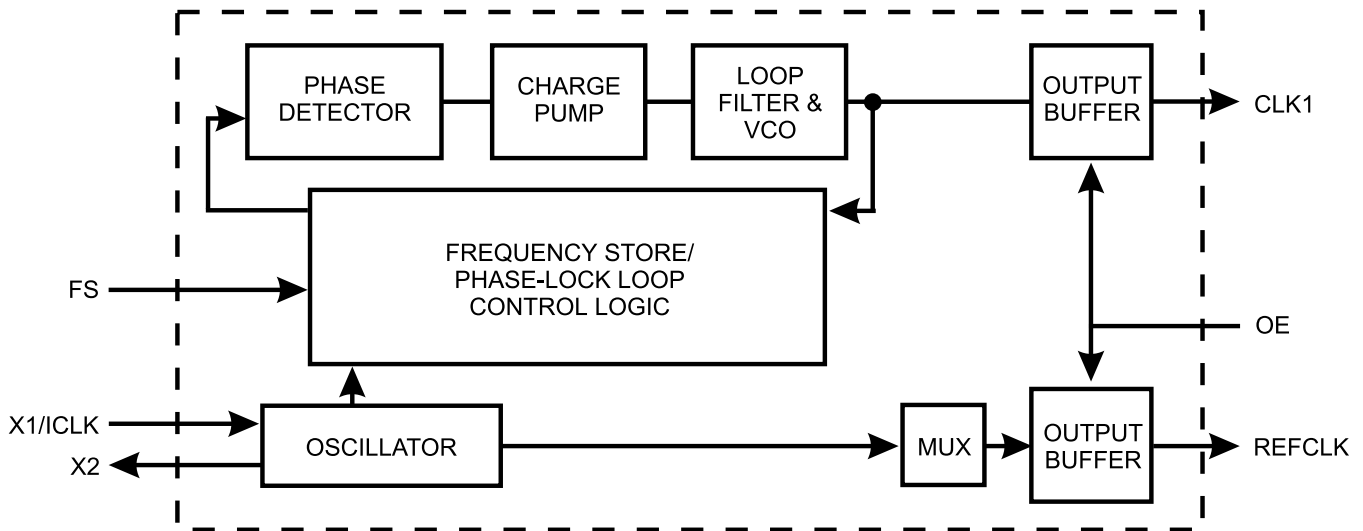 PHASE
DETECTOR
CHARGE
PUMP
LOOP
FILTER &
VCO
OUTPUT
BUFFER
CLK1
FREQUENCY STORE/
PHASE-LOCK LOOP
CONTROL LOGIC
FS
OE
X1/ICLK
X2
OSCILLATOR
MUX
OUTPUT
BUFFER
REFCLK